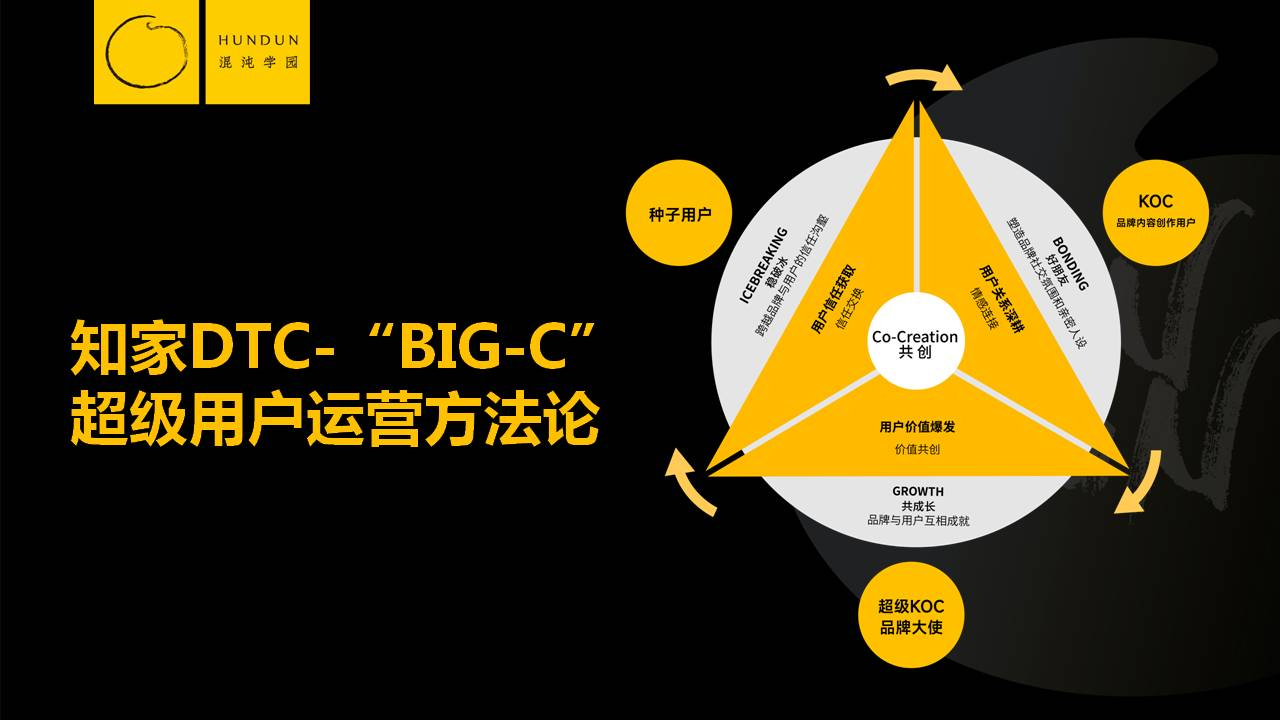 HUNDUN
混沌学园
知家DTC-“BIG-C”
超级用户运营方法论
种子用户
ICEBREAKING
稳破冰
跨越品牌与用户的信任沟壑
用户信任获取
信任交换
KOC
品牌内容创作用户
BONDING
好朋友
塑造品牌社交氛围和亲密人设
用户关系深耕
情感连接
Co-Creation
共创
用户价值爆发
价值共创
GROWTH
共成长
品牌与用户互相成就
超级KOC
品牌大使